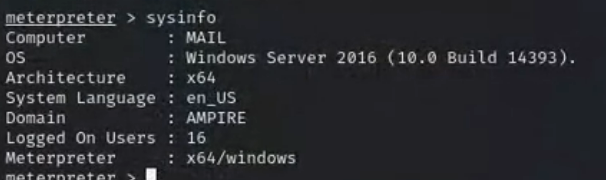 meterpreter > sysinfo
Computer : MAIL
OS : Windows Server 2016 (10.0 Build 14393).
Architecture : x64
System Language : en_US
Domain : AMPIRE
Logged On Users : 16
Meterpreter : x64/windows
meterpreter >